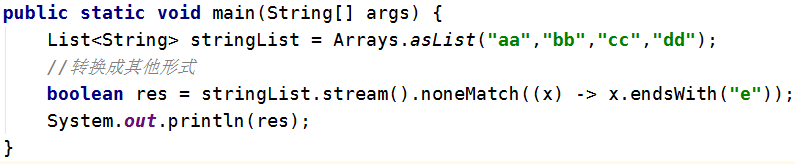 public static void main(String[] args) {
    List<String> stringList = Arrays.asList("aa","bb","cc","dd");
    //转换成其他形式
    boolean res = stringList.stream().noneMatch((x) -> x.endsWith("e"));
    System.out.println(res);
}